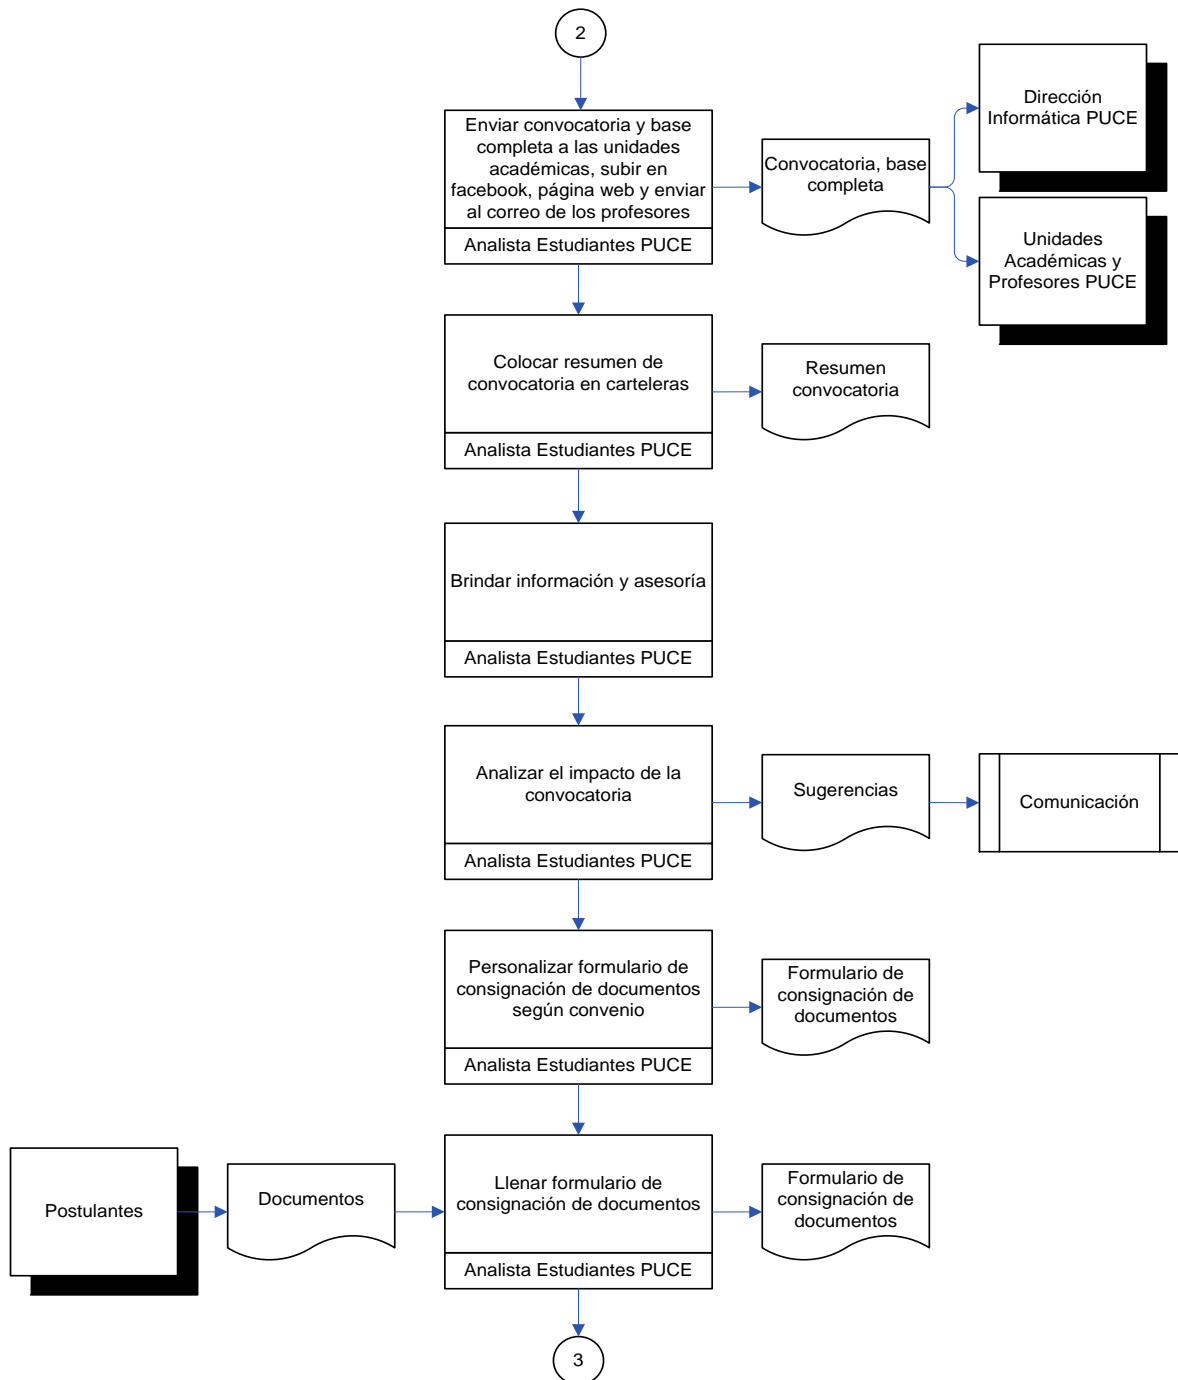 2
Enviar convocatoria y base
completa a las unidades
académicas, subir en
facebook, página web y enviar
al correo de los profesores
Analista Estudiantes PUCE
Convocatoria, base
completa
Dirección
Informática PUCE
Unidades
Académicas y
Profesores PUCE
Colocar resumen de
convocatoria en carteleras
Analista Estudiantes PUCE
Resumen
convocatoria
Brindar información y asesoría
Analista Estudiantes PUCE
Analizar el impacto de la
convocatoria
Analista Estudiantes PUCE
Sugerencias
Comunicación
Personalizar formulario de
consignación de documentos
según convenio
Analista Estudiantes PUCE
Formulario de
consignación de
documentos
Postulantes
Documentos
Llenar formulario de
consignación de documentos
Analista Estudiantes PUCE
Formulario de
consignación de
documentos
3